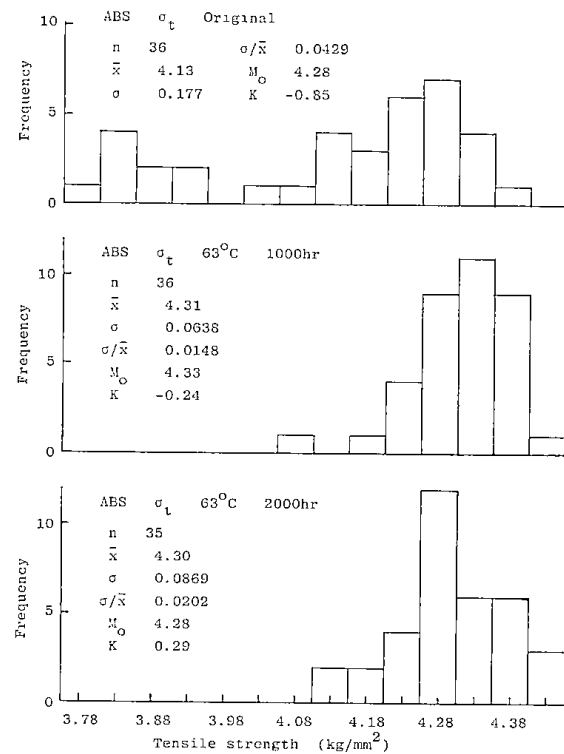 ABS σt Original
n 36 σ/x̄ 0.0429
x̄ 4.13 Mo 4.28
σ 0.177 K -0.85
Frequency
10
5
0
ABS σt 63°C 1000hr
n 36
x̄ 4.31
σ 0.0638
σ/x̄ 0.0148
Mo 4.33
K -0.24
Frequency
10
5
0
ABS σt 63°C 2000hr
n 35
x̄ 4.30
σ 0.0869
σ/x̄ 0.0202
Mo 4.28
K 0.29
Frequency
10
5
0
3.78 3.88 3.98 4.08 4.18 4.28 4.38
Tensile strength (kg/mm²)